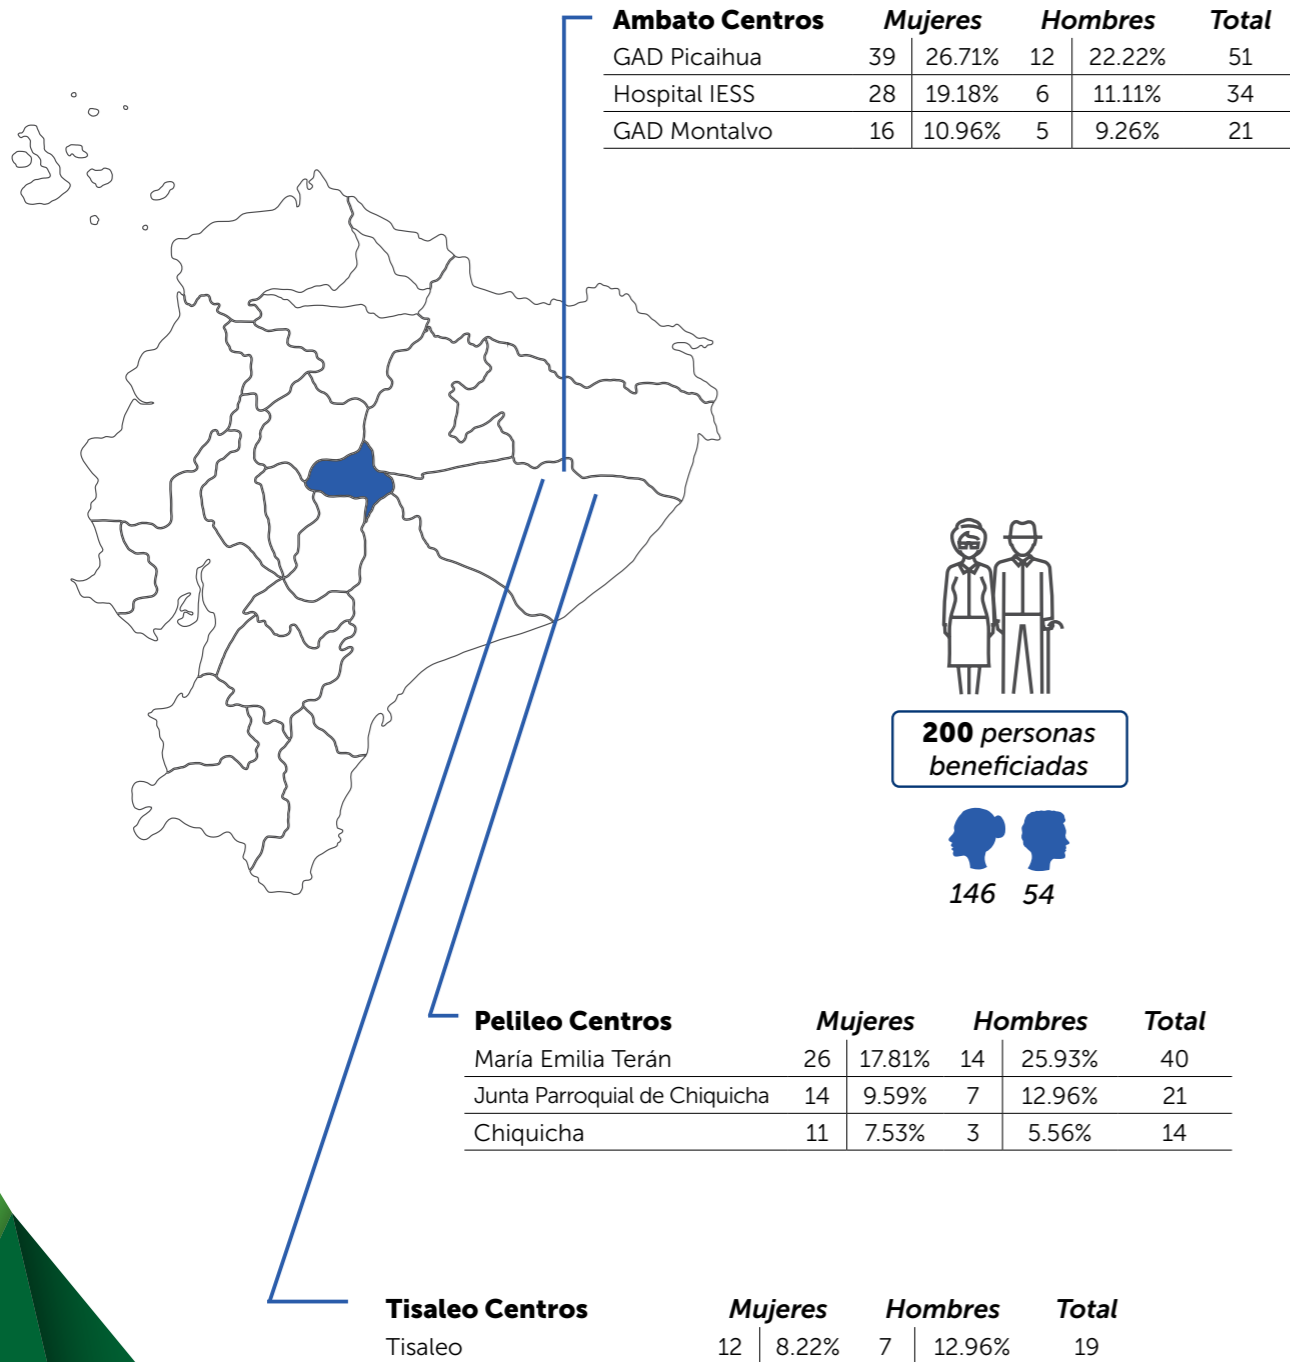 Ambato Centros Mujeres Hombres Total
GAD Picaihua 39 26.71% 12 22.22% 51
Hospital IESS 28 19.18% 6 11.11% 34
GAD Montalvo 16 10.96% 5 9.26% 21
200 personas
beneficiadas
146 54
Pelileo Centros Mujeres Hombres Total
María Emilia Terán 26 17.81% 14 25.93% 40
Junta Parroquial de Chiquicha 14 9.59% 7 12.96% 21
Chiquicha 11 7.53% 3 5.56% 14
Tisaleo Centros Mujeres Hombres Total
Tisaleo 12 8.22% 7 12.96% 19